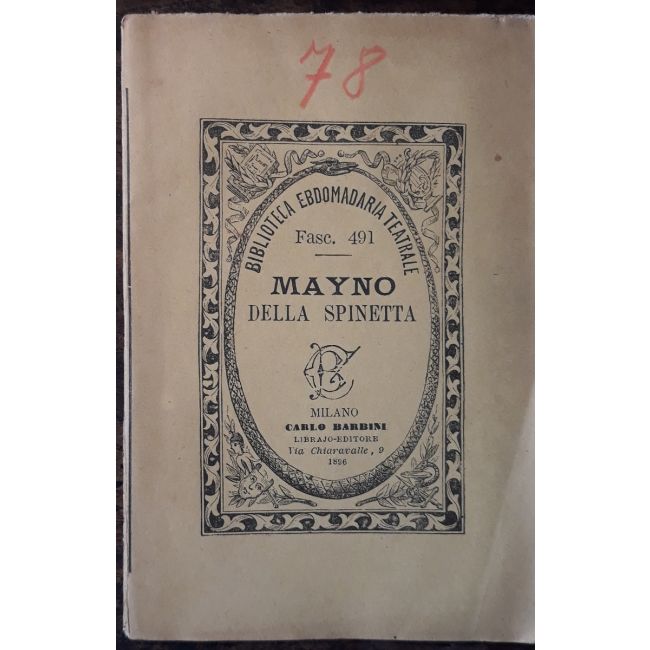 78
BIBLIOTECA EBDOMADARIA TEATRALE
Fasc. 491
MAYNO
DELLA SPINETTA
MILANO
CARLO BARBINI
LIBRAJO-EDITORE
Via Chiaravalle, 9
1896